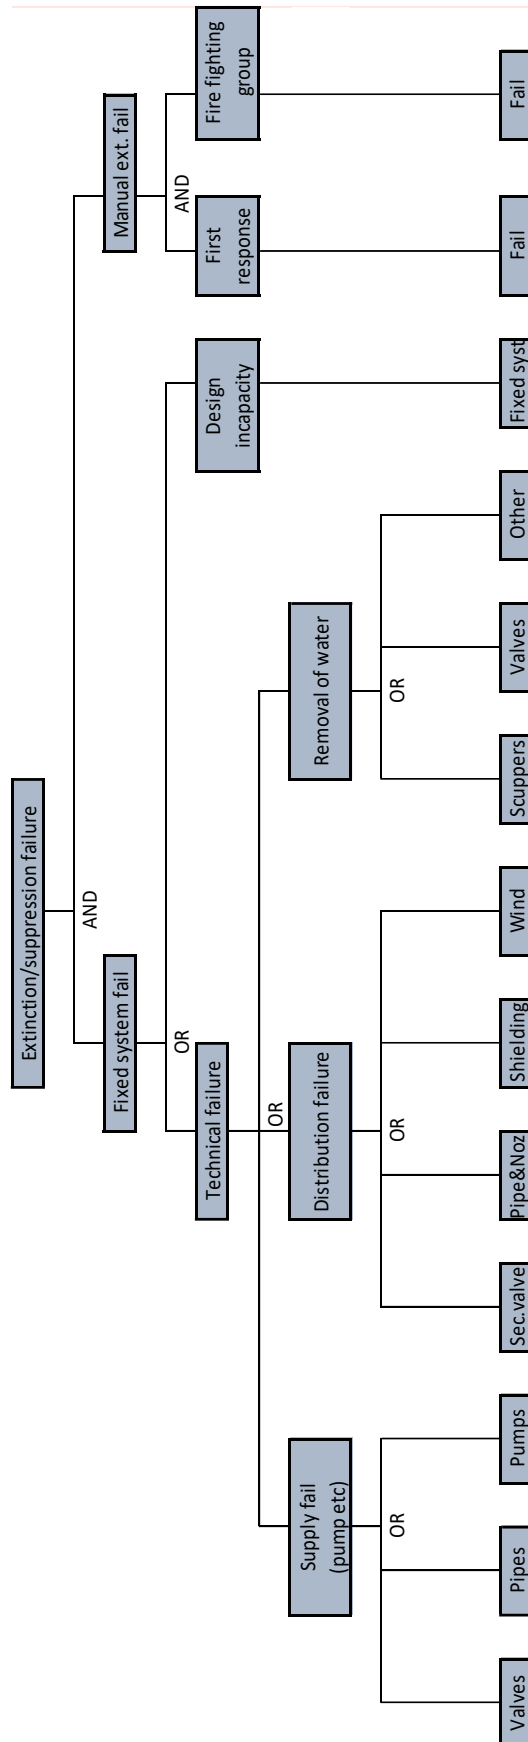 Extinction/suppression failure
AND
Fixed system fail
Manual ext. fail
OR
AND
Technical failure
Design
incapacity
First
response
Fire fighting
group
OR
Supply fail
(pump etc)
Distribution failure
Removal of water
OR
OR
OR
Valves
Pipes
Pumps
Sec.valve
Pipe&Noz
Shielding
Wind
Scuppers
Valves
Other
Fixed syst
Fail
Fail